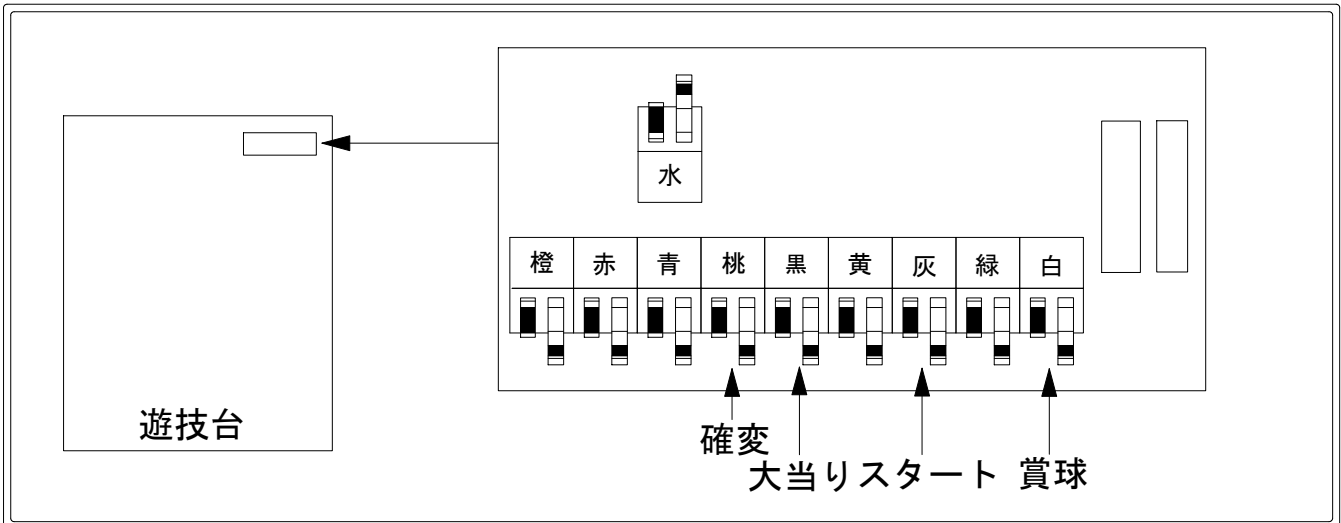 水
橙 赤 青 桃 黒 黄 灰 緑 白
遊技台
確変
大当り スタート 賞球